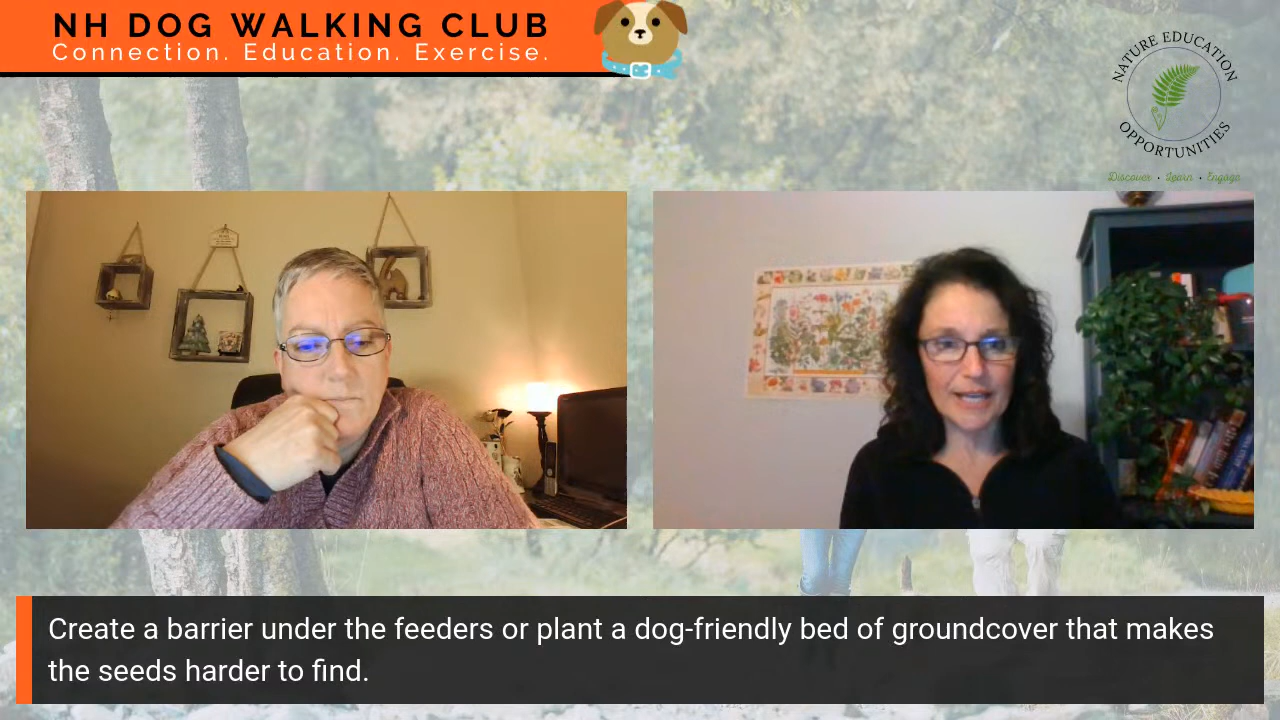 NH DOG WALKING CLUB
Connection. Education. Exercise.
NATURE EDUCATION
OPPORTUNITIES
Discover • Learn • Engage
Create a barrier under the feeders or plant a dog-friendly bed of groundcover that makes
the seeds harder to find.